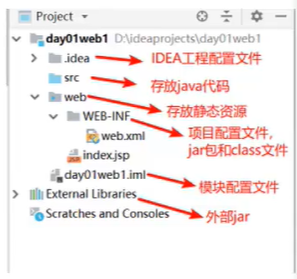 Project
day01web1 D:\ideaprojects\day01web1
.idea IDEA工程配置文件
src 存放java代码
web 存放静态资源
WEB-INF 项目配置文件,
web.xml jar包和class文件
index.jsp
day01web1.iml 模块配置文件
External Libraries
Scratches and Consoles 外部jar